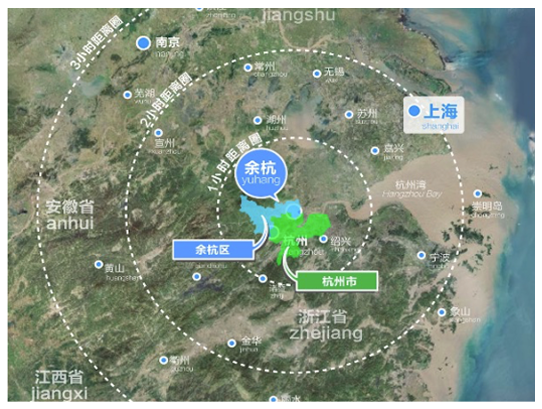 jiangshu
3小时距离圈
南京
常州
无锡
芜湖
2小时距离圈
湖州
苏州
上海
shanghai
宣州
1小时距离圈
嘉兴
余杭
yuhang
杭州湾
Hangzhou Bay
安徽省
anhui
崇明岛
杭州
绍兴
余杭区
宁波
黄山
杭州市
浙江省
zhejiang
象山
金华
衢州
江西省
jiangxi